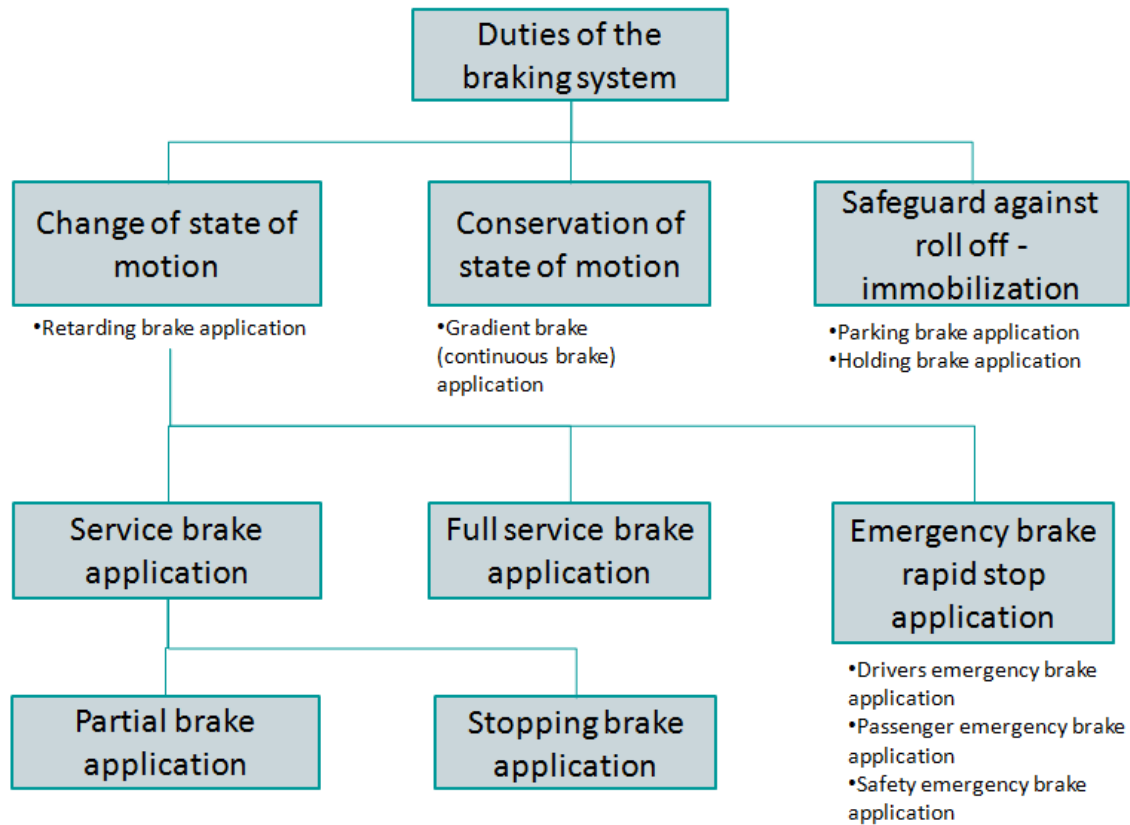 Duties of the
braking system
Change of state of
motion
•Retarding brake application
Conservation of
state of motion
•Gradient brake
(continuous brake)
application
Safeguard against
roll off -
immobilization
•Parking brake application
•Holding brake application
Service brake
application
Full service brake
application
Emergency brake
rapid stop
application
•Drivers emergency brake
application
•Passenger emergency brake
application
•Safety emergency brake
application
Partial brake
application
Stopping brake
application